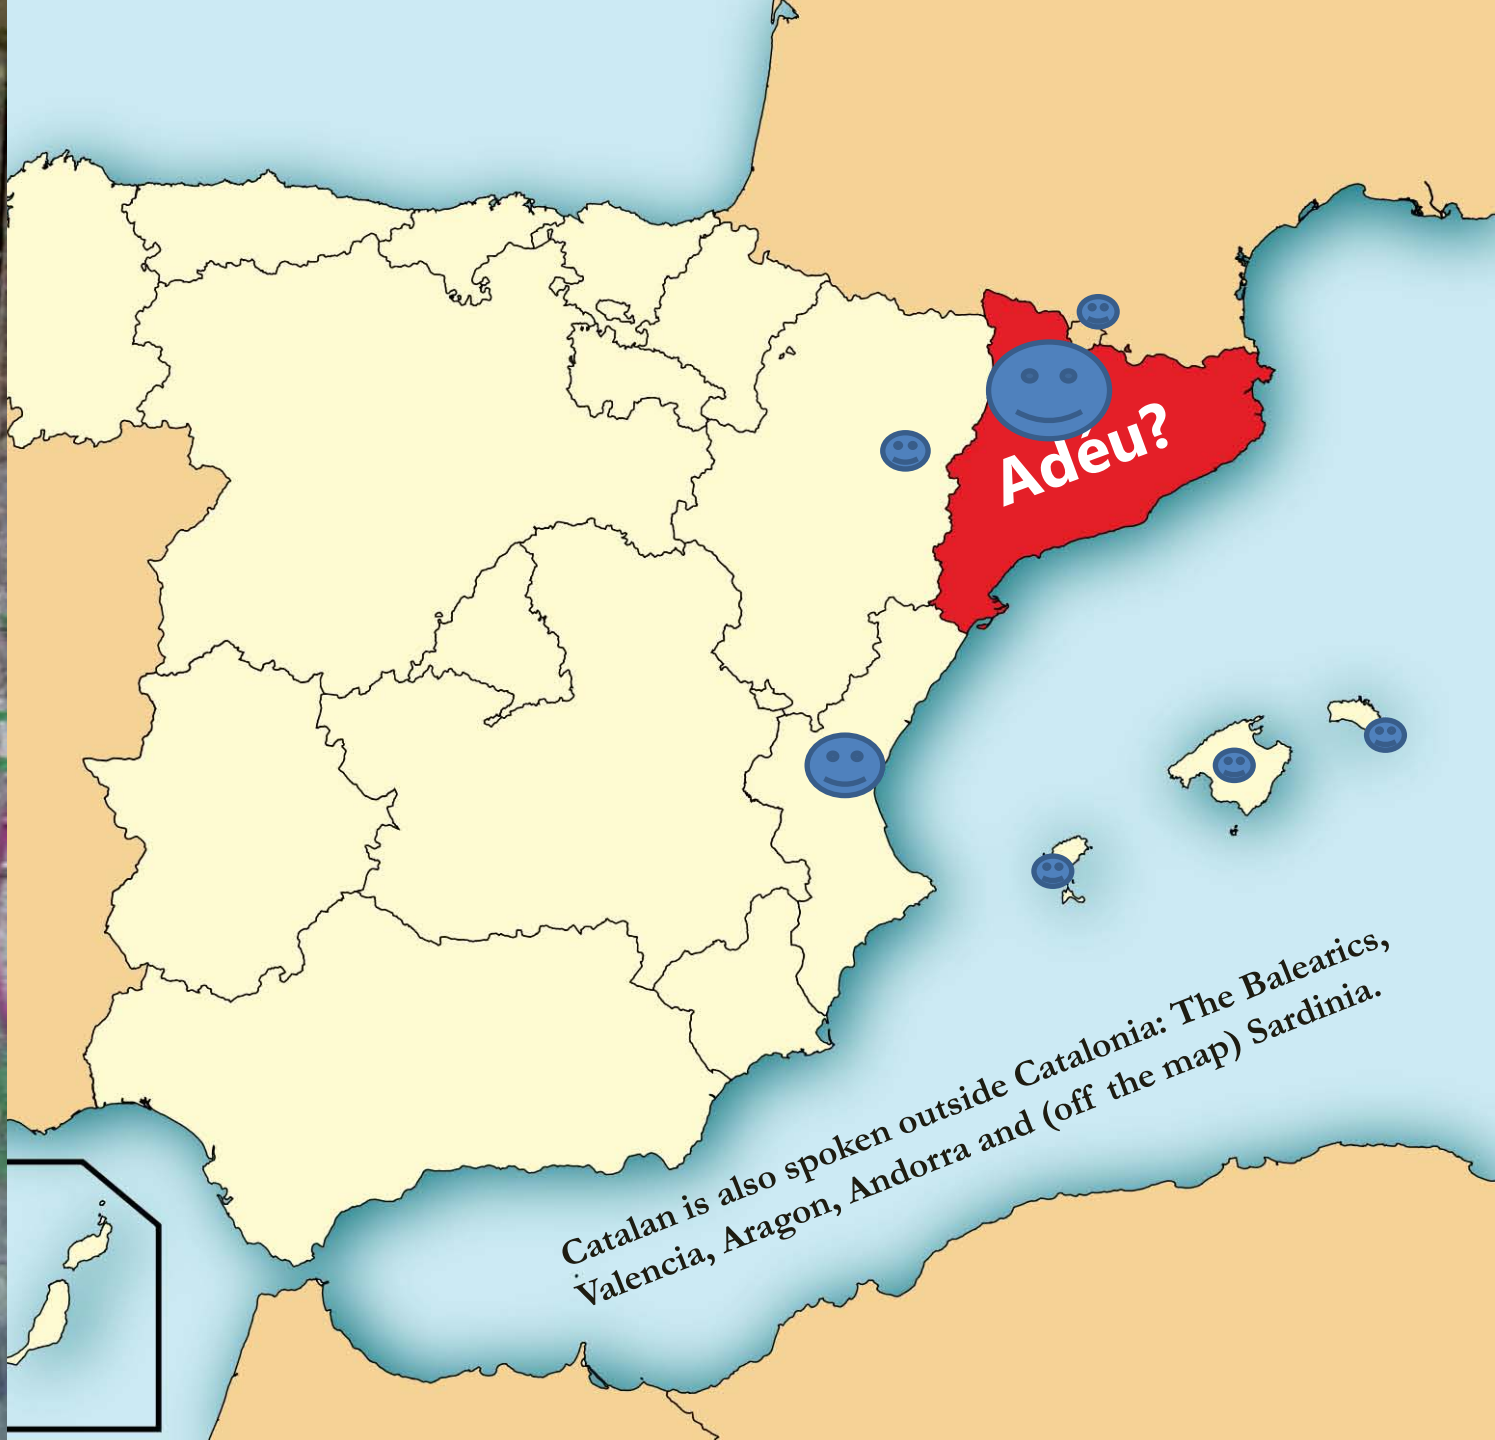 Adéu?
Catalan is also spoken outside Catalonia: The Balearics,
Valencia, Aragon, Andorra and (off the map) Sardinia.